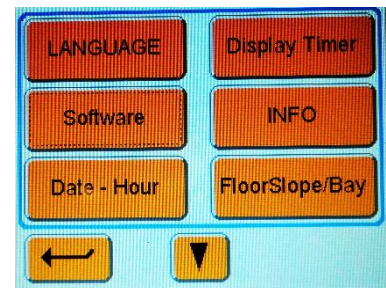 LANGUAGE
Display Timer
Software
INFO
Date - Hour
FloorSlope/Bay